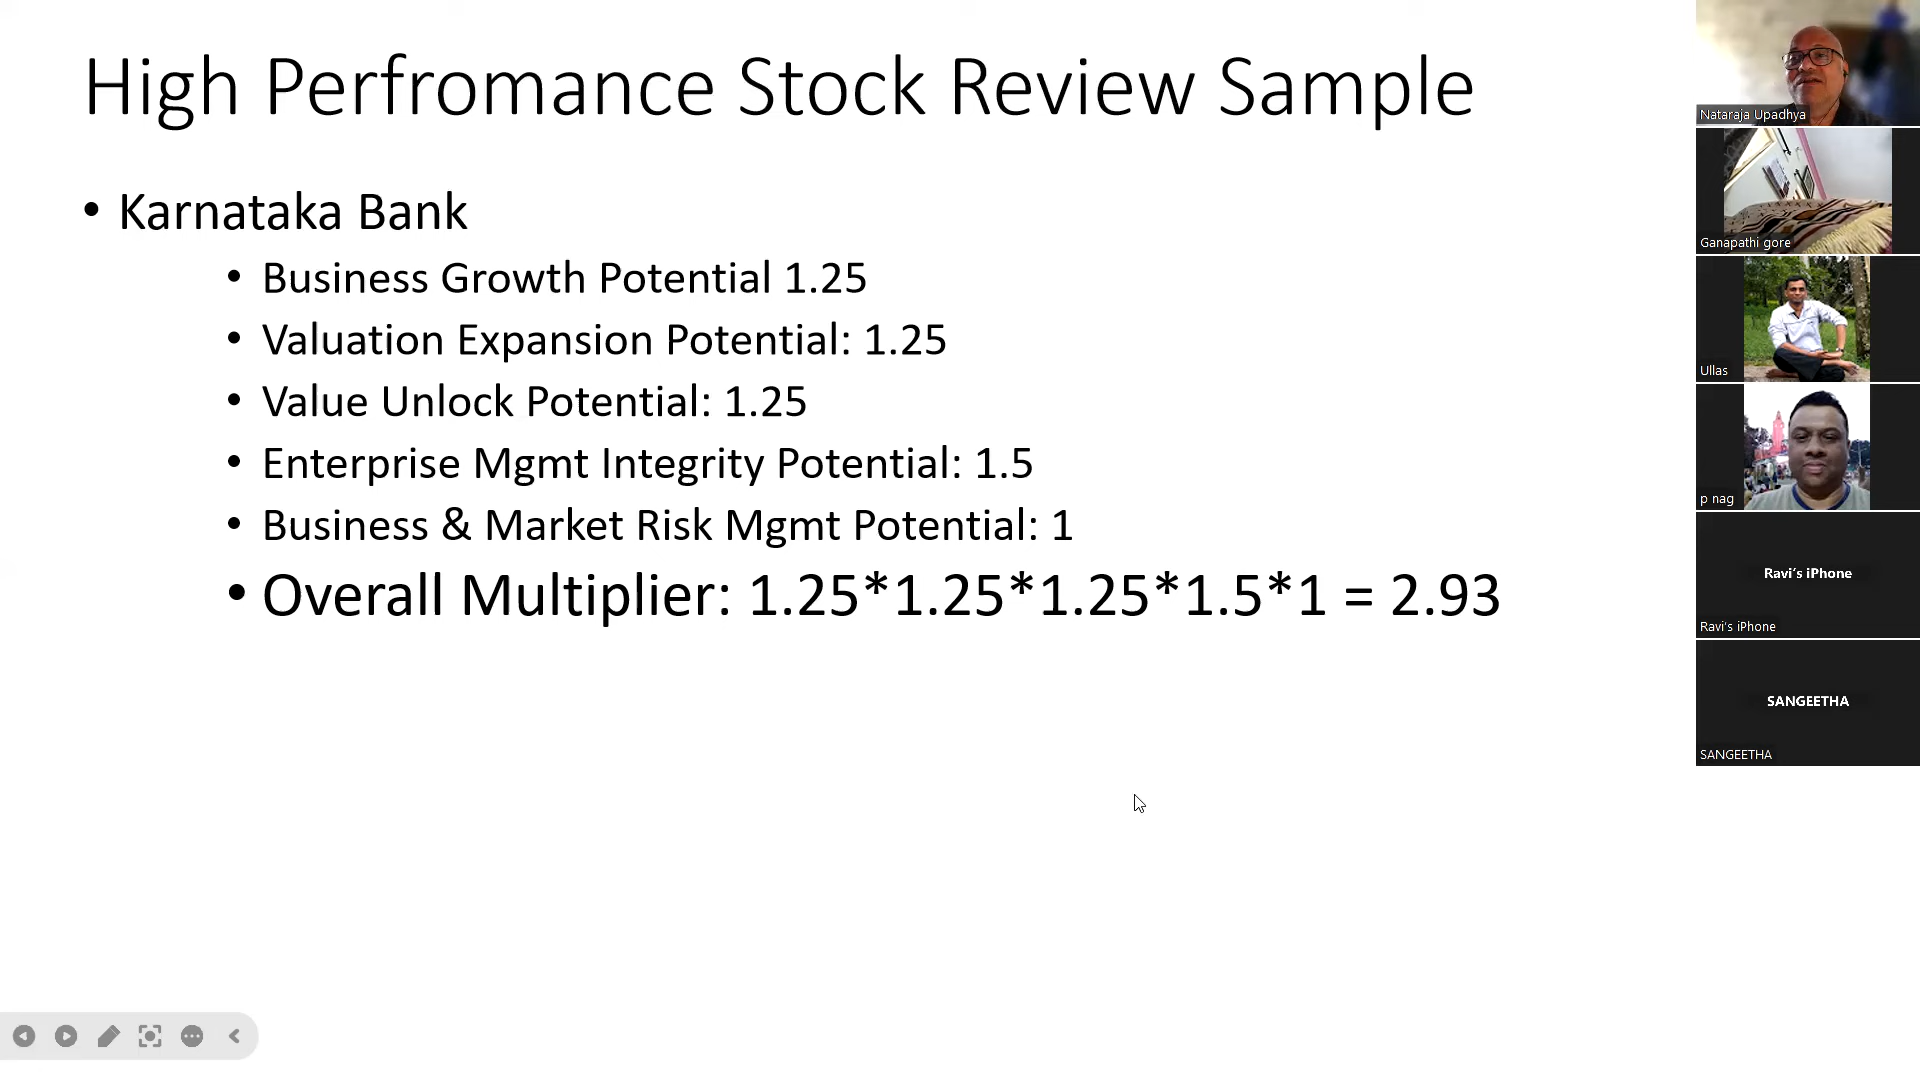 High Perfromance Stock Review Sample
• Karnataka Bank
• Business Growth Potential 1.25
• Valuation Expansion Potential: 1.25
• Value Unlock Potential: 1.25
• Enterprise Mgmt Integrity Potential: 1.5
• Business & Market Risk Mgmt Potential: 1
• Overall Multiplier: 1.25*1.25*1.25*1.5*1 = 2.93
Nataraja Upadhya
Ganapathi gore
Ullas
p nag
Ravi's iPhone
Ravi's iPhone
SANGEETHA
SANGEETHA